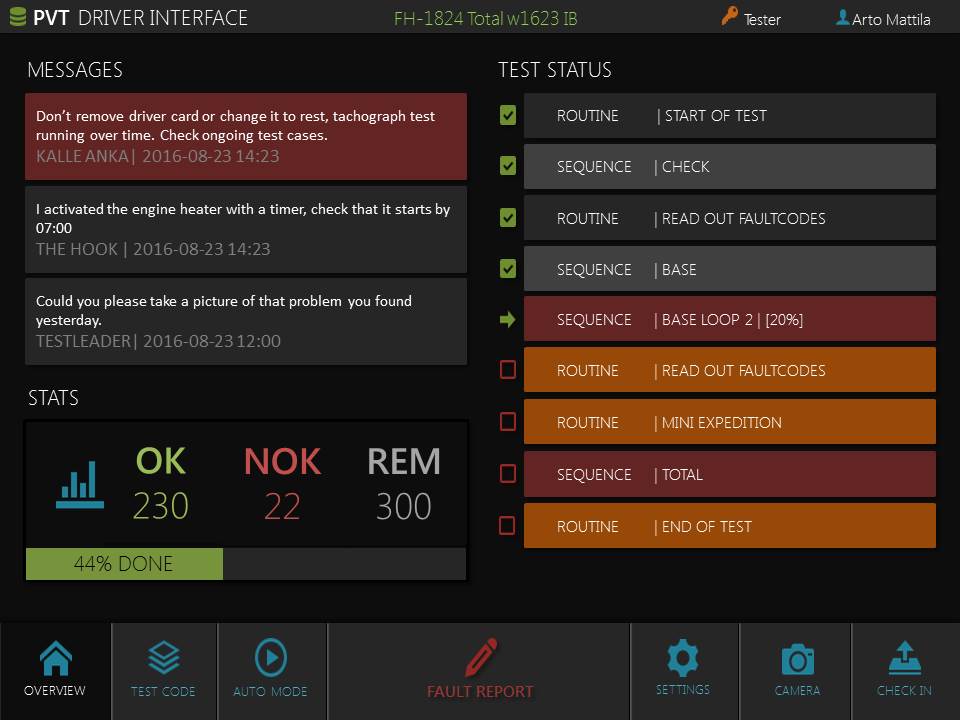 PVT DRIVER INTERFACE
FH-1824 Total w1623 IB
Tester
Arto Mattila
MESSAGES
Don't remove driver card or change it to rest, tachograph test
running over time. Check ongoing test cases.
KALLE ANKA| 2016-08-23 14:23
I activated the engine heater with a timer, check that it starts by
07:00
THE HOOK | 2016-08-23 14:23
Could you please take a picture of that problem you found
yesterday.
TESTLEADER| 2016-08-23 12:00
STATS
OK NOK REM
230 22 300
44% DONE
TEST STATUS
ROUTINE | START OF TEST
SEQUENCE | CHECK
ROUTINE | READ OUT FAULTCODES
SEQUENCE | BASE
SEQUENCE | BASE LOOP 2 | [20%]
ROUTINE | READ OUT FAULTCODES
ROUTINE | MINI EXPEDITION
SEQUENCE | TOTAL
ROUTINE | END OF TEST
OVERVIEW
TEST CODE
AUTO MODE
FAULT REPORT
SETTINGS
CAMERA
CHECK IN